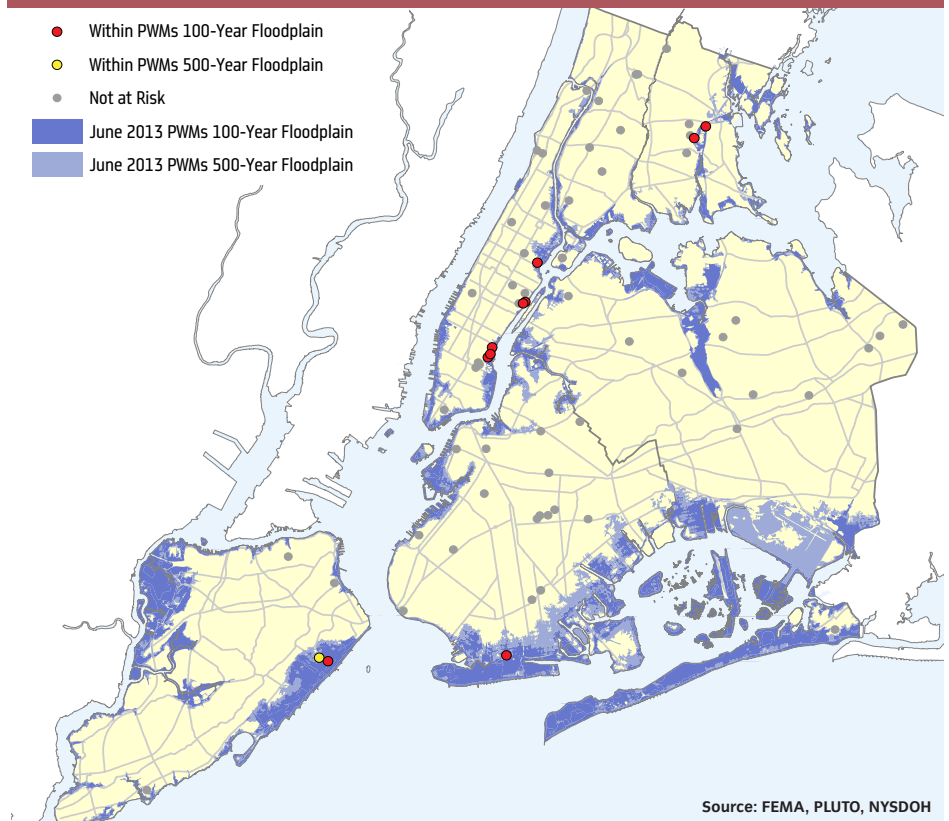 Within PWMs 100-Year Floodplain
Within PWMs 500-Year Floodplain
Not at Risk
June 2013 PWMs 100-Year Floodplain
June 2013 PWMs 500-Year Floodplain
Source: FEMA, PLUTO, NYSDOH